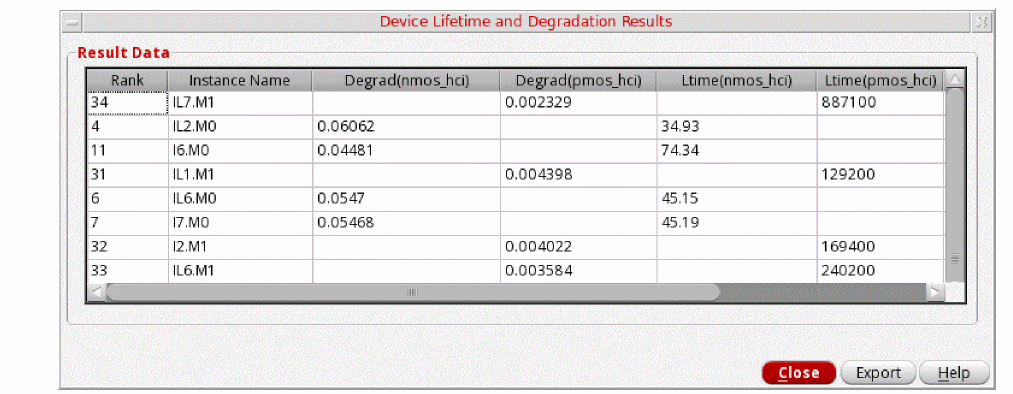 Device Lifetime and Degradation Results
Result Data
Rank Instance Name Degrad(nmos_hci) Degrad(pmos_hci) Ltime(nmos_hci) Ltime(pmos_hci)
34 IL7.M1 0.002329 887100
4 IL2.M0 0.06062 34.93
11 I6.M0 0.04481 74.34
31 IL1.M1 0.004398 129200
6 IL6.M0 0.0547 45.15
7 I7.M0 0.05468 45.19
32 I2.M1 0.004022 169400
33 IL6.M1 0.003584 240200
Close Export Help